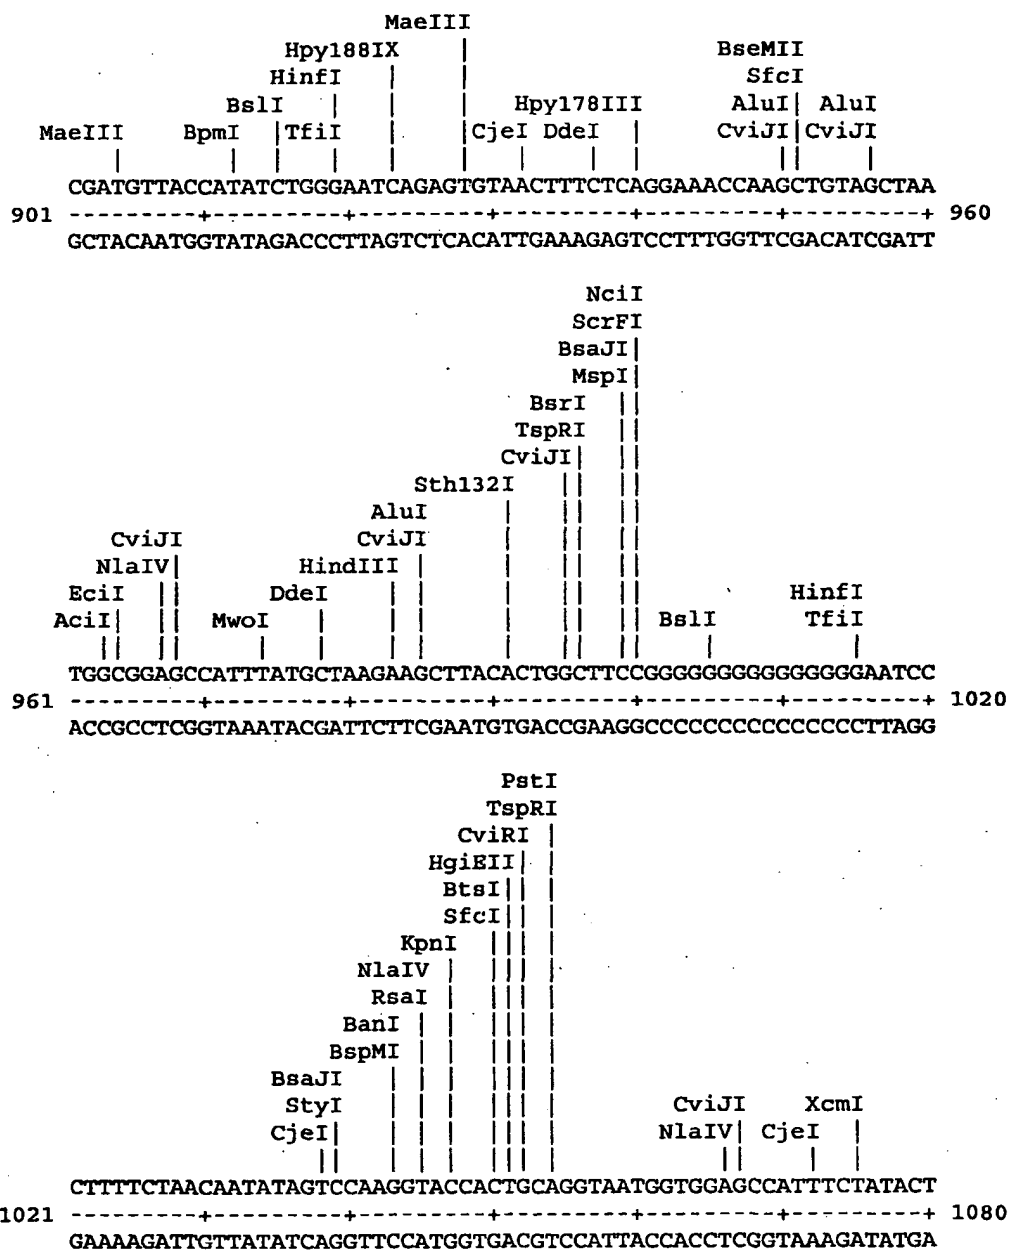 MaeIII
Hpy188IX BseMII
HinfI SfcI
BslI Hpy178III AluI AluI
MaeIII BpmI TfiI CjeI DdeI CviJI CviJI
CGATGTTACCATATCTGGGAATCAGAGTGTAACTTTCTCAGGAAACCAAGCTGTAGCTAA
901 ---------+---------+---------+---------+---------+---------+ 960
GCTACAATGGTATAGACCCTTAGTCTCACATTGAAAGAGTCCTTTGGTTCGACATCGATT
NciI
ScrFI
BsaJI
MspI
BsrI
TspRI
CviJI
Sth132I
AluI
CviJI CviJI
NlaIV HindIII
EciI DdeI HinfI
AciI MwoI BslI TfiI
TGGCGGAGCCATTTATGCTAAGAAGCTTACACTGGCTTCCGGGGGGGGGGGGGGGAATCC
961 ---------+---------+---------+---------+---------+---------+ 1020
ACCGCCTCGGTAAATACGATTCTTCGAATGTGACCGAAGGCCCCCCCCCCCCCCCTTAGG
PstI
TspRI
CviRI
HgiEII
BtsI
SfcI
KpnI
NlaIV
RsaI
BanI
BspMI
BsaJI
StyI CviJI XcmI
CjeI NlaIV CjeI
CTTTTCTAACAATATAGTCCAAGGTACCACTGCAGGTAATGGTGGAGCCATTTCTATACT
1021 ---------+---------+---------+---------+---------+---------+ 1080
GAAAAGATTGTTATATCAGGTTCCATGGTGACGTCCATTACCACCTCGGTAAAGATATGA